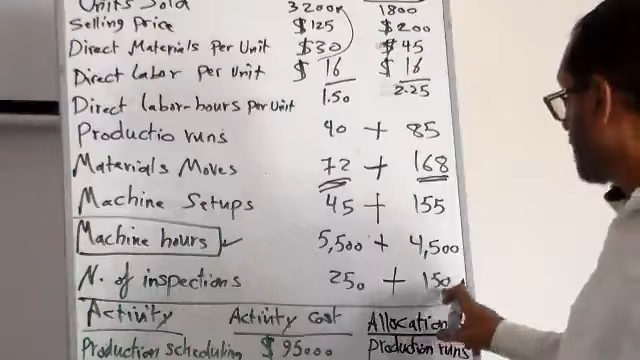 Units Sold 3200 1800
Selling Price $125 $200
Direct Materials Per Unit $30 $45
Direct Labor Per Unit $16 $16
Direct labor-hours per Unit 1.50 2.25
Productio runs 40 + 85
Materials Moves 72 + 168
Machine Setups 45 + 155
Machine hours 5,500 + 4,500
N. of inspections 250 + 150
Activity Activity Cost Allocation
Production scheduling $95000 Production runs